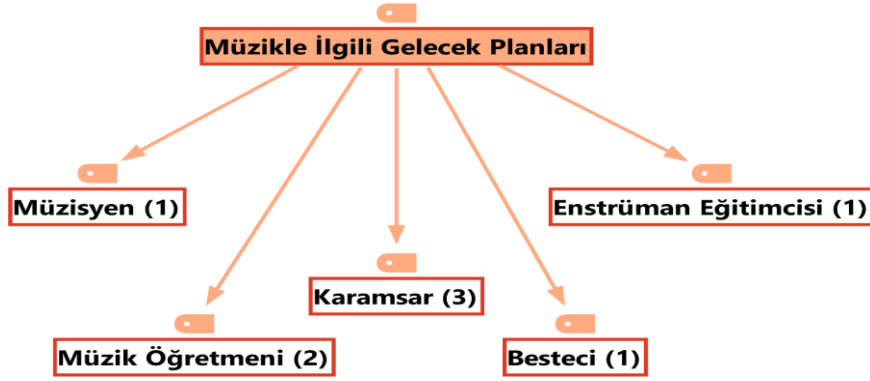 Müzikle İlgili Gelecek Planları
Müzisyen (1)
Enstrüman Eğitimcisi (1)
Karamsar (3)
Müzik Öğretmeni (2)
Besteci (1)